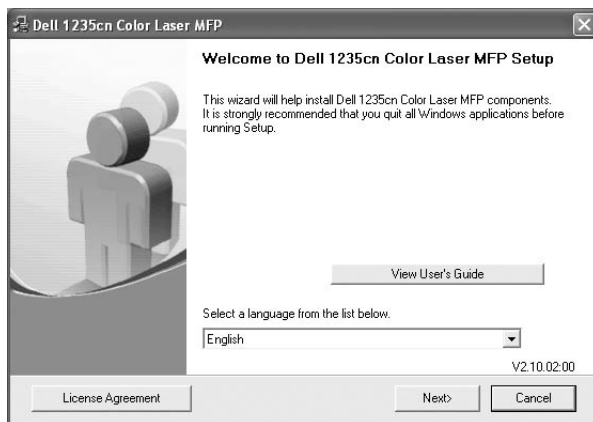 Dell 1235cn Color Laser MFP
Welcome to Dell 1235cn Color Laser MFP Setup
This wizard will help install Dell 1235cn Color Laser MFP components.
It is strongly recommended that you quit all Windows applications before
running Setup.
View User's Guide
Select a language from the list below.
English
V2.10.02:00
License Agreement
Next>
Cancel